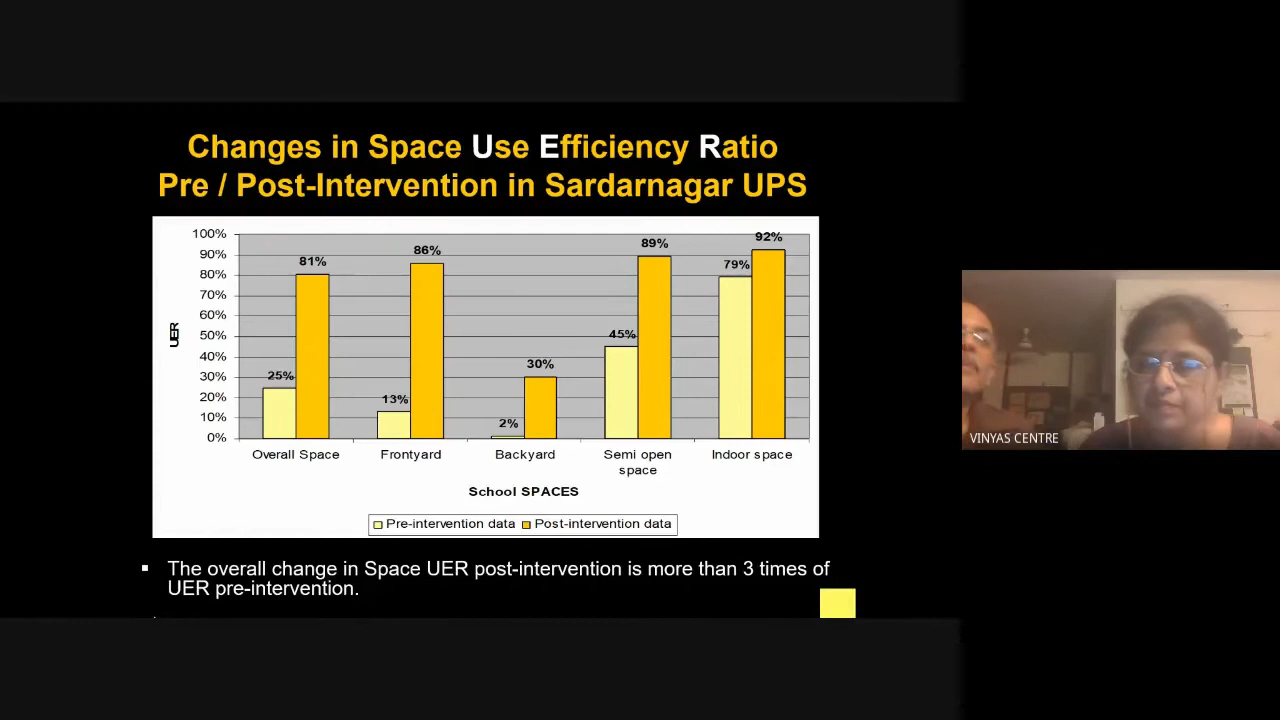 Changes in Space Use Efficiency Ratio
Pre / Post-Intervention in Sardarnagar UPS
100%
90%
80%
70%
60%
50%
40%
30%
20%
10%
0%
UER
25%
81%
13%
86%
2%
30%
45%
89%
79%
92%
Overall Space
Frontyard
Backyard
Semi open
space
Indoor space
School SPACES
Pre-intervention data
Post-intervention data
▪ The overall change in Space UER post-intervention is more than 3 times of
UER pre-intervention.
VINYAS CENTRE